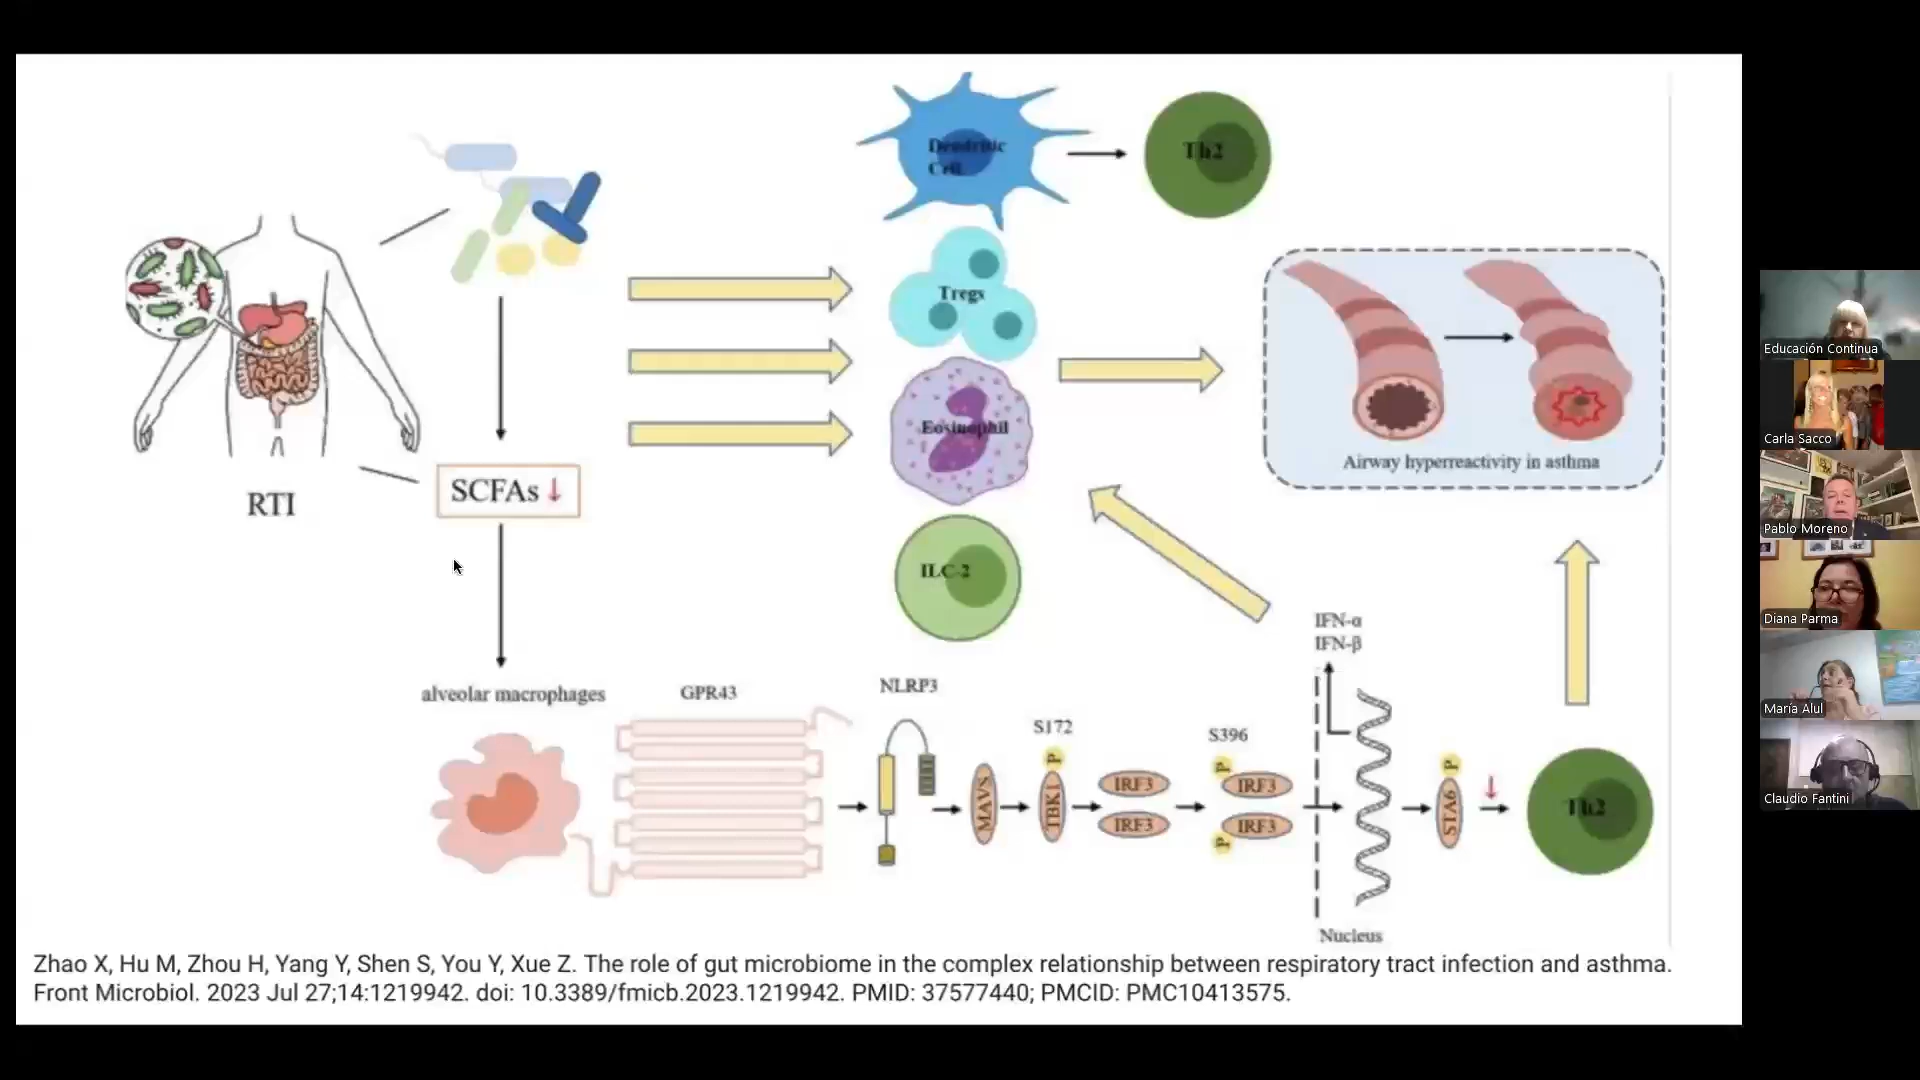 Dendritic
Cell
Th2
Tregs
Eosinophil
ILC-2
RTI
SCFAs ↓
Airway hyperreactivity in asthma
alveolar macrophages
GPR43
NLRP3
MAVS
S172
P
TBK1
IRF3
IRF3
S396
P
IRF3
IRF3
P
IFN-α
IFN-β
Nucleus
P
STA6
Th2
Zhao X, Hu M, Zhou H, Yang Y, Shen S, You Y, Xue Z. The role of gut microbiome in the complex relationship between respiratory tract infection and asthma.
Front Microbiol. 2023 Jul 27;14:1219942. doi: 10.3389/fmicb.2023.1219942. PMID: 37577440; PMCID: PMC10413575.
Educación Continua
Carla Sacco
Pablo Moreno
Diana Parma
María Alul
Claudio Fantini